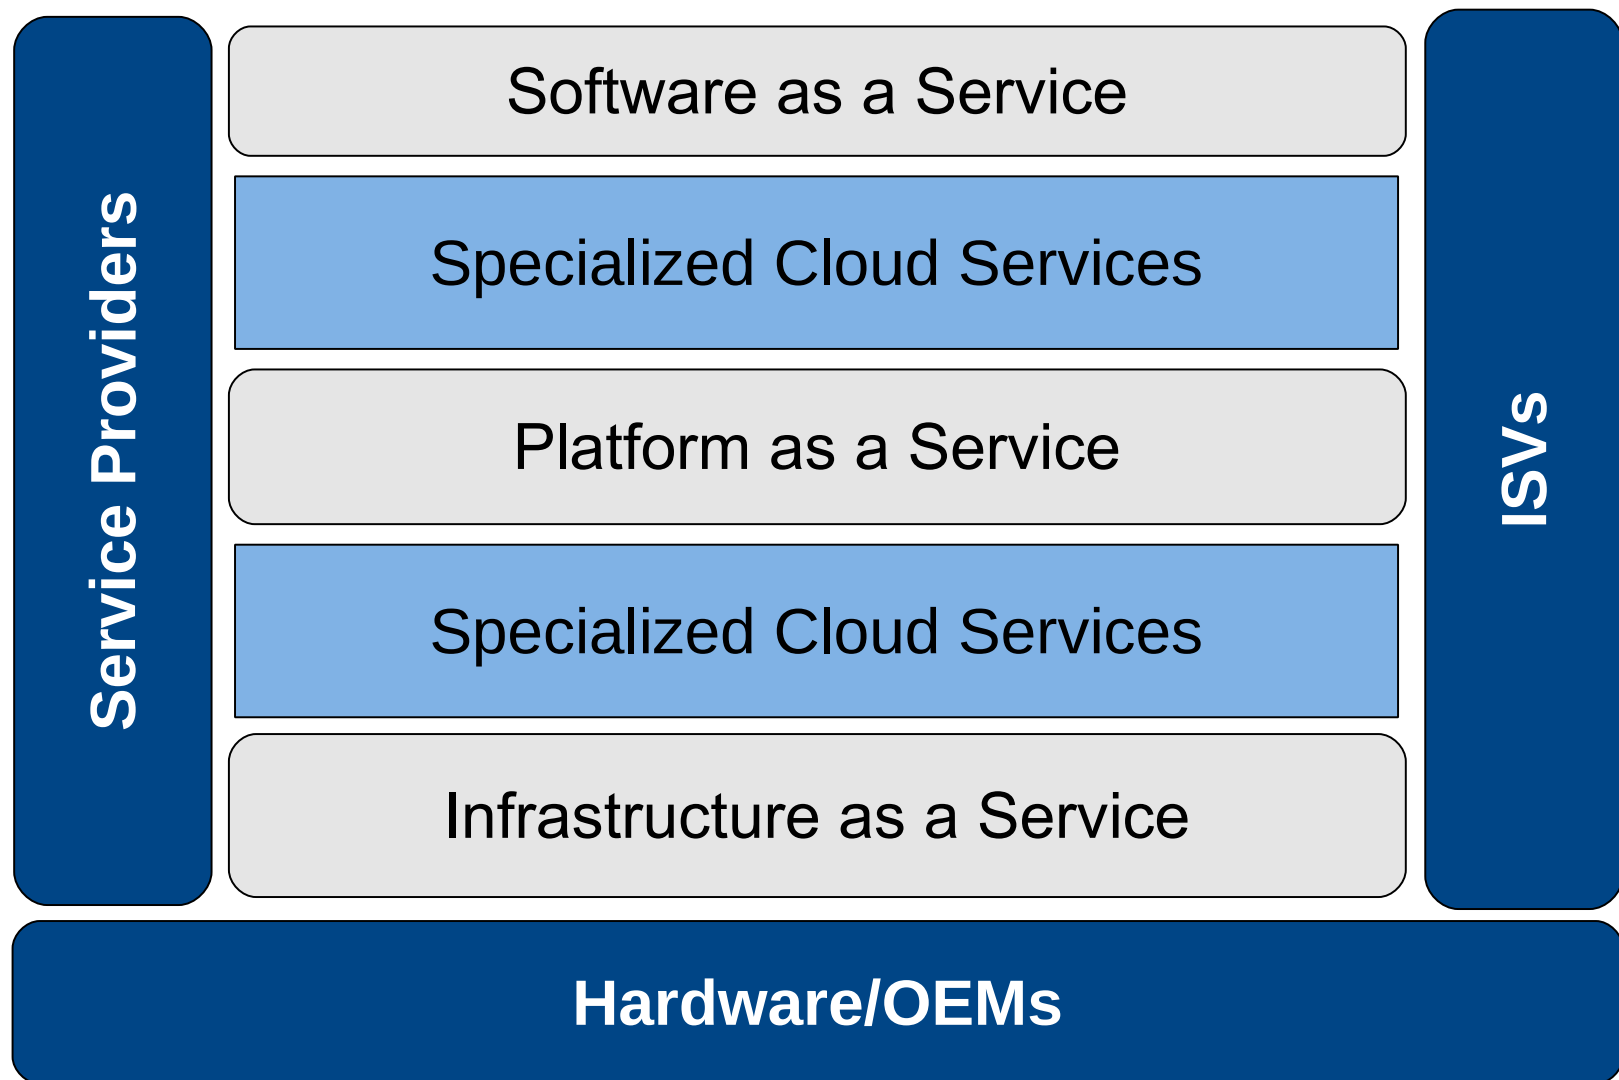 Service Providers
Software as a Service
Specialized Cloud Services
Platform as a Service
Specialized Cloud Services
Infrastructure as a Service
ISVs
Hardware/OEMs